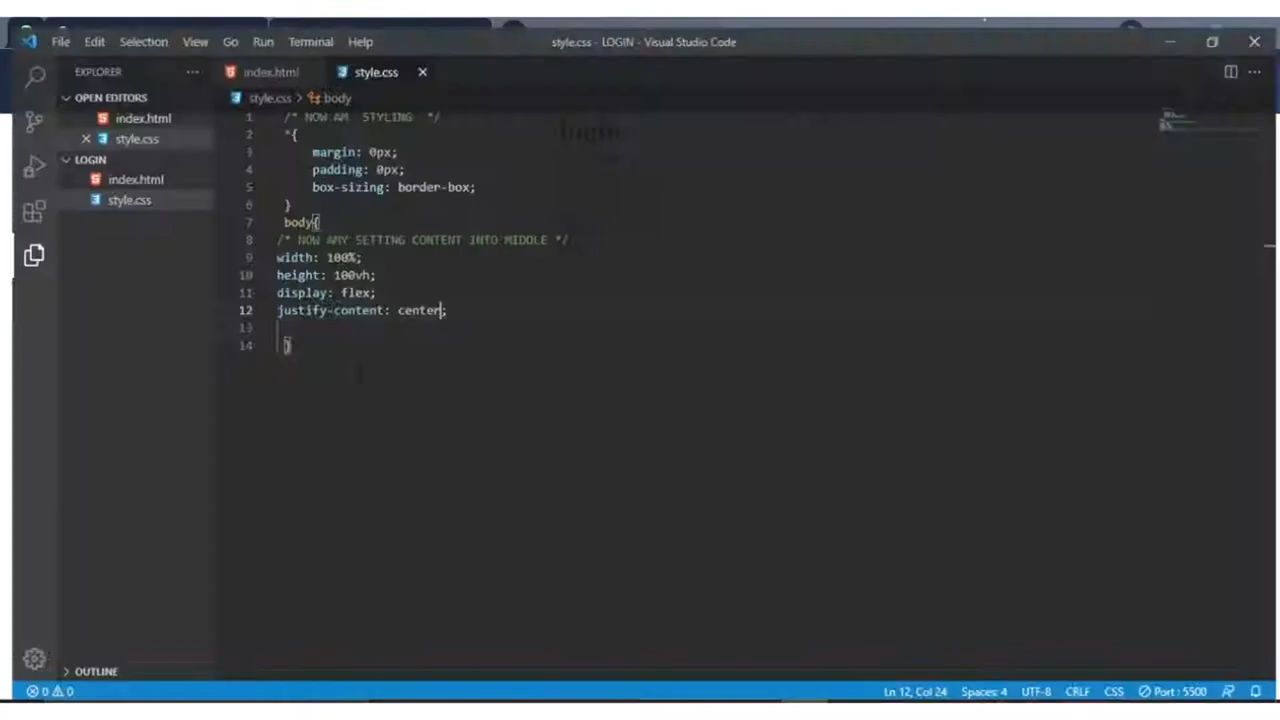 File Edit Selection View Go Run Terminal Help style.css - LOGIN - Visual Studio Code
EXPLORER ··· index.html style.css
OPEN EDITORS style.css > body
index.html
style.css
LOGIN
index.html
style.css
1 /* NOW AM STYLING */
2 *{
3 margin: 0px;
4 padding: 0px;
5 box-sizing: border-box;
6 }
7 body{
8 /* NOW AMY SETTING CONTENT INTO MIDDLE */
9 width: 100%;
10 height: 100vh;
11 display: flex;
12 justify-content: center;
13
14 }
login
OUTLINE
0 0 Ln 12, Col 24 Spaces: 4 UTF-8 CRLF CSS Port : 5500